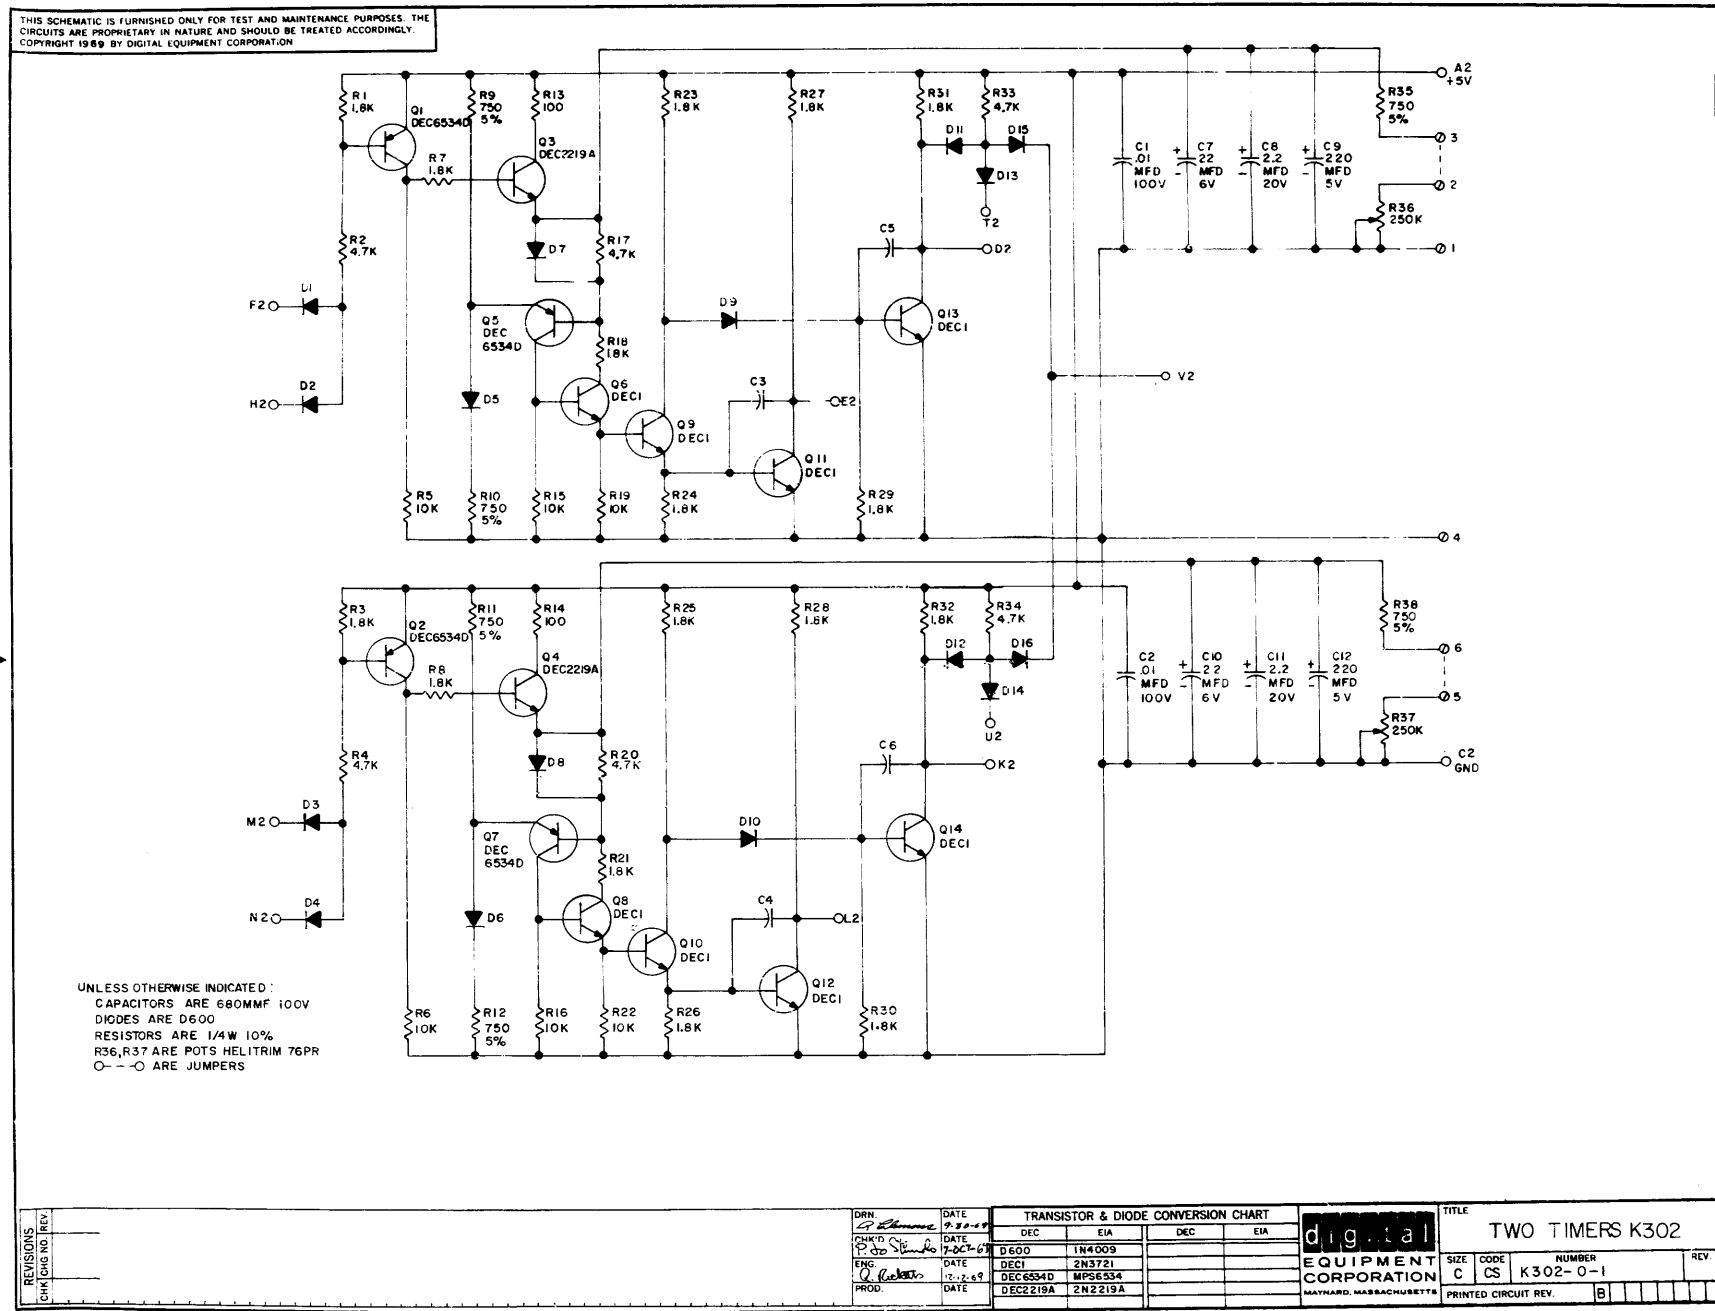 THIS SCHEMATIC IS FURNISHED ONLY FOR TEST AND MAINTENANCE PURPOSES. THE
CIRCUITS ARE PROPRIETARY IN NATURE AND SHOULD BE TREATED ACCORDINGLY.
COPYRIGHT 1969 BY DIGITAL EQUIPMENT CORPORATION
R1
1.8K
Q1
DEC6534D
R9
750
5%
R13
100
Q3
DEC2219A
R23
1.8K
R27
1.8K
R31
1.8K
R33
4.7K
D11
D15
D13
T2
C1
.01
MFD
100V
+
C7
22
MFD
-
6V
+
C8
2.2
MFD
-
20V
+
C9
220
MFD
-
5V
R35
750
5%
A2
+5V
3
2
R36
250K
1
R7
1.8K
R2
4.7K
D7
R17
4.7K
C5
D2
F2
D1
Q5
DEC
6534D
D9
Q13
DEC1
R18
1.8K
H2
D2
D5
Q6
DEC1
C3
E2
V2
Q9
DEC1
Q11
DEC1
R5
10K
R10
750
5%
R15
10K
R19
10K
R24
1.8K
R29
1.8K
4
R3
1.8K
Q2
DEC6534D
R11
750
5%
R14
100
Q4
DEC2219A
R25
1.8K
R28
1.8K
R32
1.8K
R34
4.7K
D12
D16
D14
U2
C2
.01
MFD
100V
+
C10
22
MFD
-
6V
+
C11
2.2
MFD
-
20V
+
C12
220
MFD
-
5V
R38
750
5%
6
5
R37
250K
C2
GND
R8
1.8K
R4
4.7K
D8
R20
4.7K
C6
K2
M2
D3
Q7
DEC
6534D
D10
Q14
DEC1
R21
1.8K
N2
D4
D6
Q8
DEC1
C4
L2
Q10
DEC1
Q12
DEC1
R6
10K
R12
750
5%
R16
10K
R22
10K
R26
1.8K
R30
1.8K
UNLESS OTHERWISE INDICATED:
CAPACITORS ARE 680MMF 100V
DIODES ARE D600
RESISTORS ARE 1/4W 10%
R36,R37 ARE POTS HELITRIM 76PR
O---O ARE JUMPERS
REVISIONS
CHK CHG NO. REV.
DRN.
DATE
9-30-69
CHK'D
DATE
7-OCT-69
ENG.
DATE
12-12-69
PROD.
DATE
TRANSISTOR & DIODE CONVERSION CHART
DEC EIA DEC EIA
D600 1N4009
DEC1 2N3721
DEC6534D MPS6534
DEC2219A 2N2219A
digital
EQUIPMENT
CORPORATION
MAYNARD, MASSACHUSETTS
TITLE
TWO TIMERS K302
SIZE CODE NUMBER REV.
C CS K302-0-1
PRINTED CIRCUIT REV. B